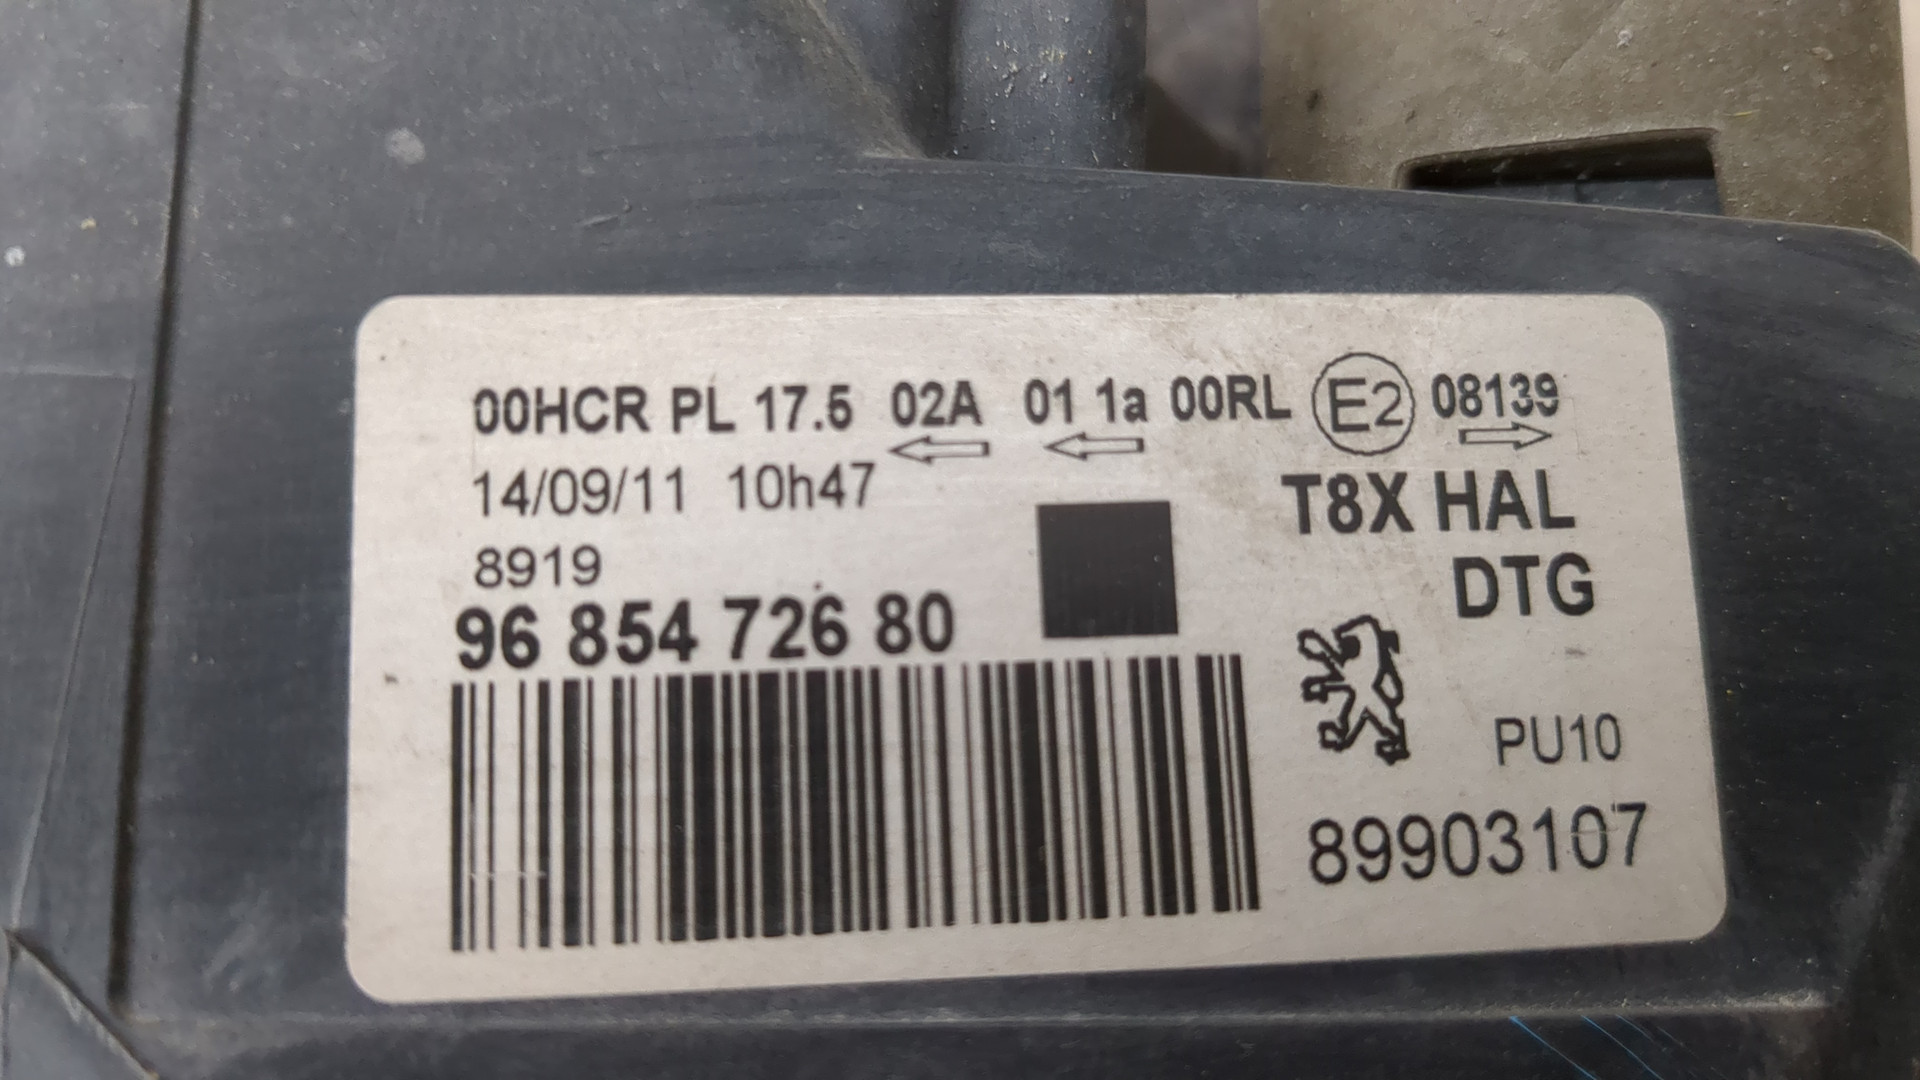 00HCR PL 17.5 02A 01 1a 00RL E2 08139
14/09/11 10h47
T8X HAL
8919
DTG
96 854 726 80
PU10
89903107